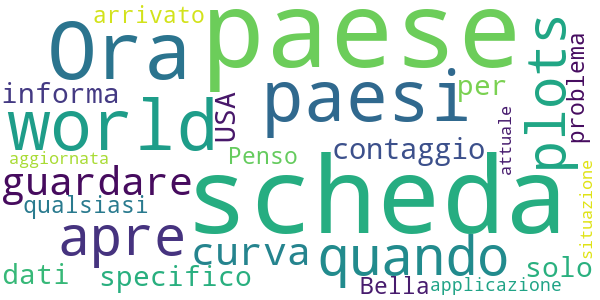 arrivato
paese
Ora
plots
informa
paesi
per
problema
world
USA
contaggio
attuale
aggiornata
Penso
guardare
scheda
qualsiasi
situazione
apre
curva
quando
solo
dati
specifico
Bella
applicazione